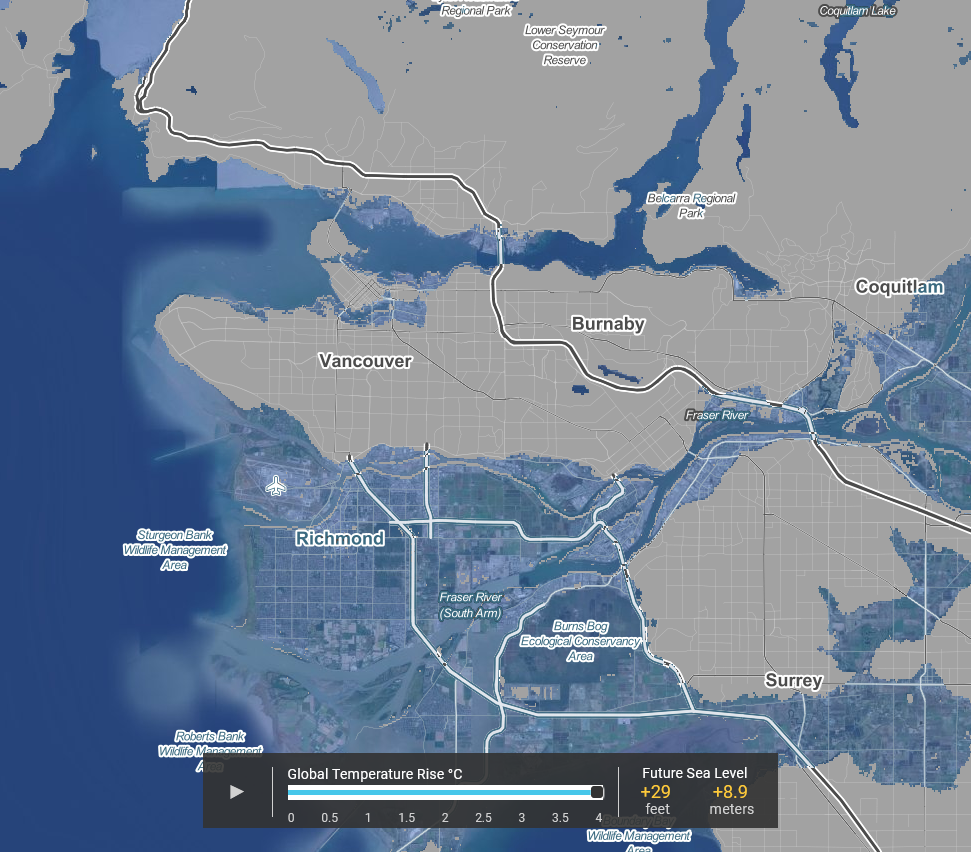 Regional Park
Coquitlam Lake
Lower Seymour
Conservation
Reserve
Belcarra Regional
Park
Coquitlam
Burnaby
Vancouver
Fraser River
Richmond
Sturgeon Bank
Wildlife Management
Area
Fraser River
(South Arm)
Burns Bog
Ecological Conservancy
Area
Surrey
Roberts Bank
Wildlife Management
Area
Global Temperature Rise °C
0 0.5 1 1.5 2 2.5 3 3.5 4
Future Sea Level
+29 +8.9
feet meters
Boundary Bay
Wildlife Management
Area